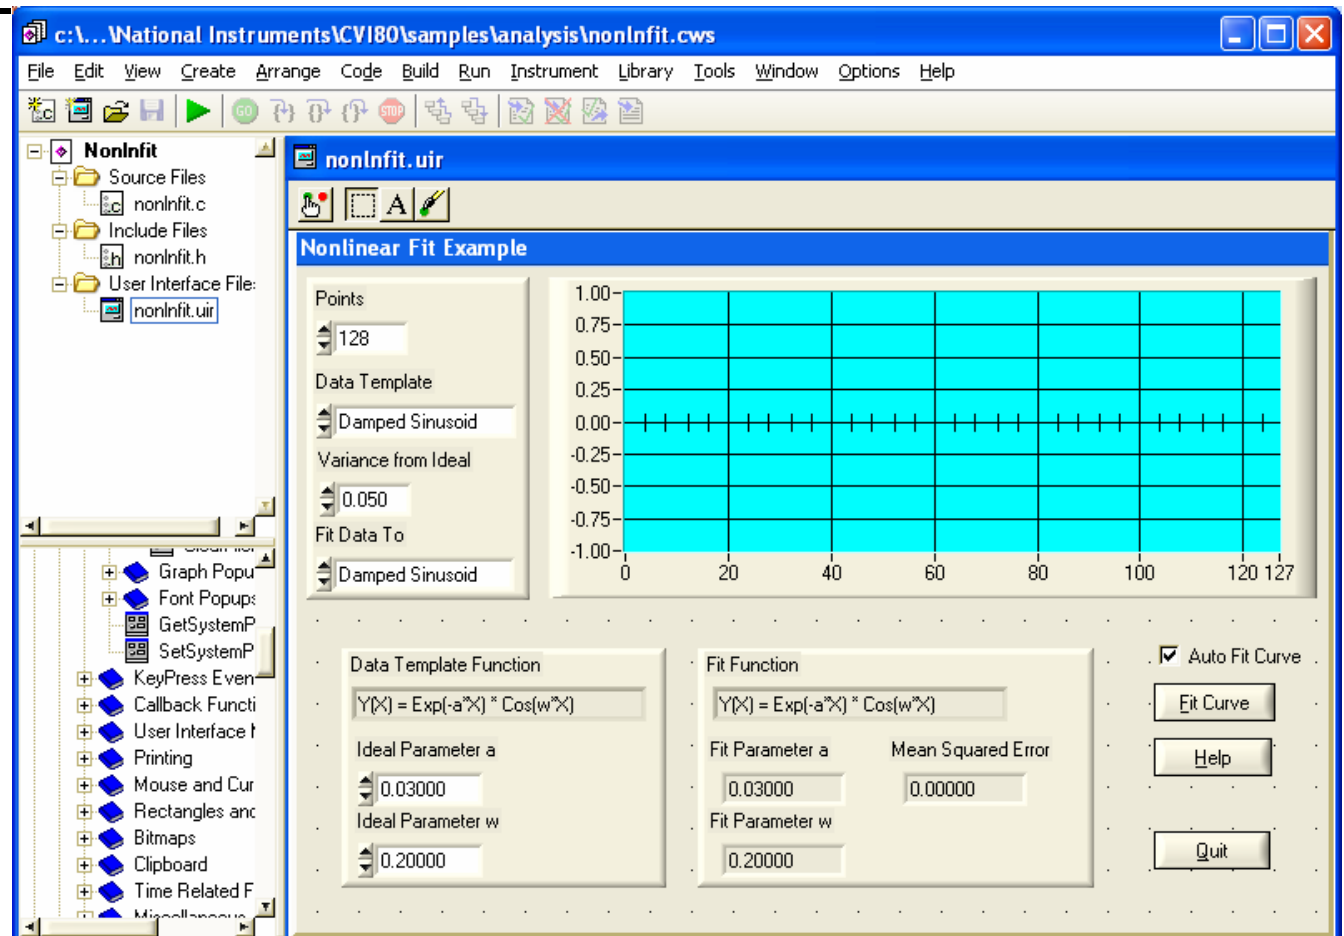 c:\...\National Instruments\CVI80\samples\analysis\nonlnfit.cws
File Edit View Create Arrange Code Build Run Instrument Library Tools Window Options Help
GO STOP
Nonlnfit
Source Files
nonlnfit.c
Include Files
nonlnfit.h
User Interface File
nonlnfit.uir
Graph Popu
Font Popups
GetSystemP
SetSystemP
KeyPress Even
Callback Functi
User Interface
Printing
Mouse and Cur
Rectangles and
Bitmaps
Clipboard
Time Related F
nonlnfit.uir
A
Nonlinear Fit Example
Points
128
Data Template
Damped Sinusoid
Variance from Ideal
0.050
Fit Data To
Damped Sinusoid
1.00
0.75
0.50
0.25
0.00
-0.25
-0.50
-0.75
-1.00
0 20 40 60 80 100 120 127
Data Template Function
Y(X) = Exp(-a*X) * Cos(w*X)
Ideal Parameter a
0.03000
Ideal Parameter w
0.20000
Fit Function
Y(X) = Exp(-a*X) * Cos(w*X)
Fit Parameter a
0.03000
Mean Squared Error
0.00000
Fit Parameter w
0.20000
Auto Fit Curve
Fit Curve
Help
Quit